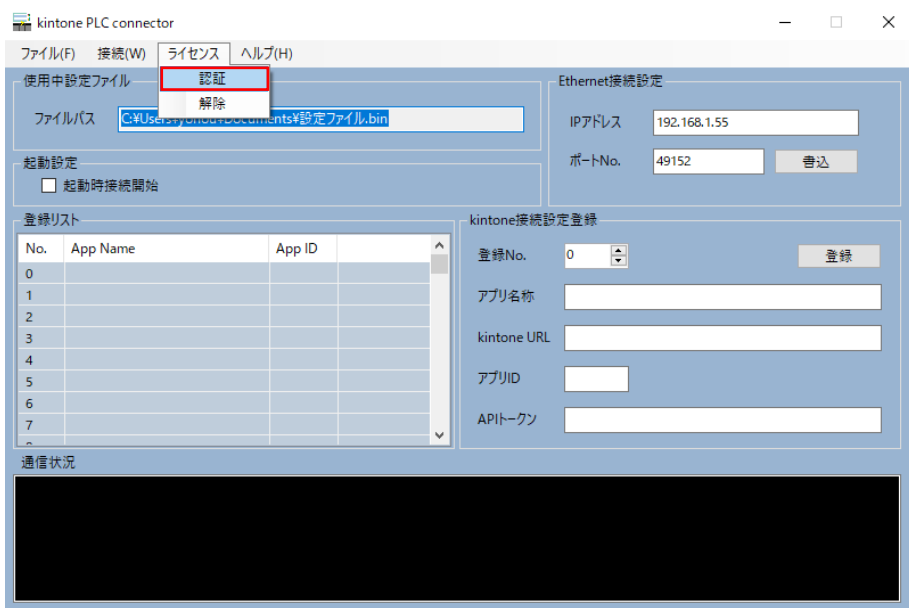 kintone PLC connector
ファイル(F) 接続(W) ライセンス ヘルプ(H)
認証
解除
使用中設定ファイル
ファイルパス
Documents¥設定ファイル.bin
起動設定
起動時接続開始
Ethernet接続設定
IPアドレス 192.168.1.55
ポートNo. 49152 書込
登録リスト
No. App Name App ID
0
1
2
3
4
5
6
7
kintone接続設定登録
登録No. 0 登録
アプリ名称
kintone URL
アプリID
APIトークン
通信状況